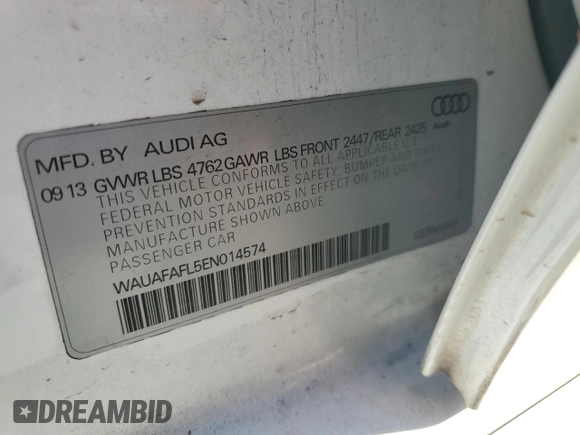 MFD. BY AUDI AG
Audi
09 13 GVWR LBS 4762 GAWR LBS FRONT 2447/REAR 2425
THIS VEHICLE CONFORMS TO ALL APPLICABLE U.S.
FEDERAL MOTOR VEHICLE SAFETY, BUMPER AND THEFT
PREVENTION STANDARDS IN EFFECT ON THE DATE OF
MANUFACTURE SHOWN ABOVE
PASSENGER CAR
GERMANY
WAUAFAFL5EN014574
DREAMBID